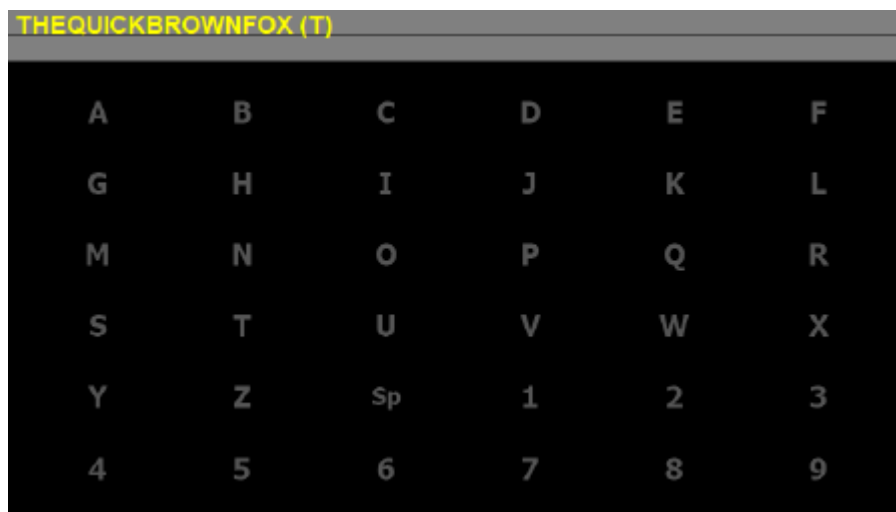 THEQUICKBROWNFOX (T)
A B C D E F
G H I J K L
M N O P Q R
S T U V W X
Y Z Sp 1 2 3
4 5 6 7 8 9